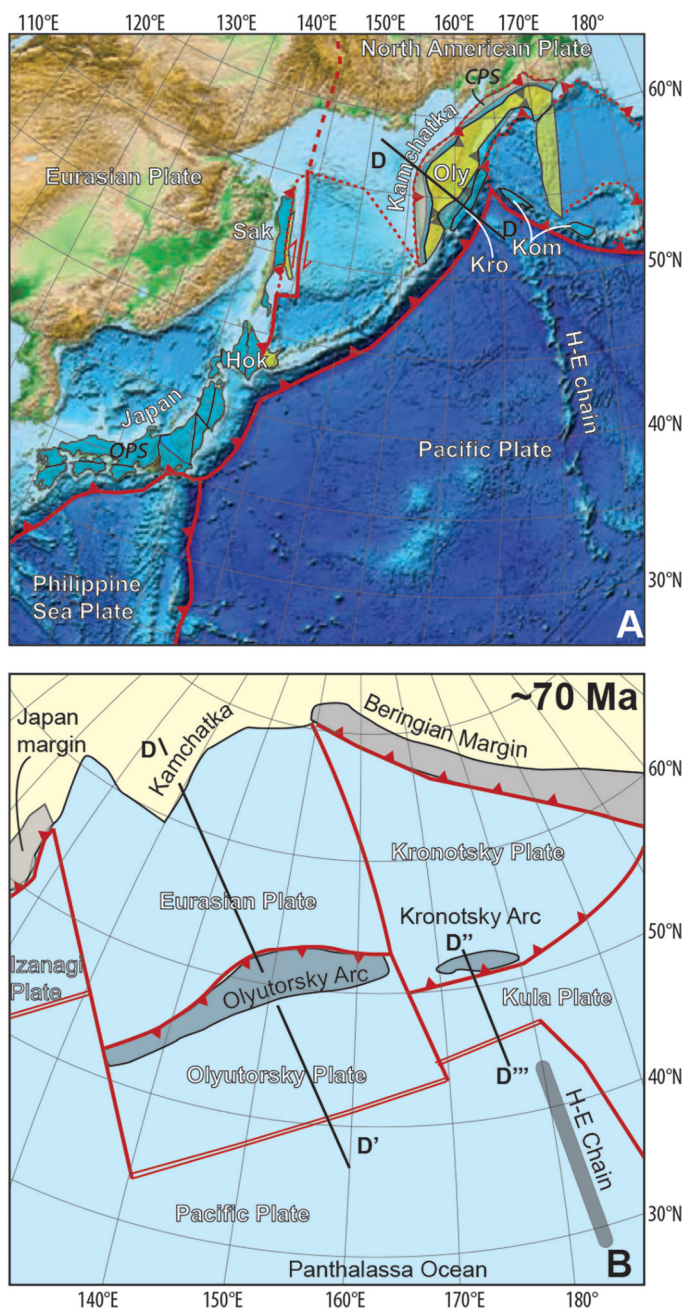 110°E 120°E 130°E 140°E 150°E 160°E 170°E 180°
North American Plate
CPS
60°N
Kamchatka
Eurasian Plate
D
Oly
Sak
D'
Kom
50°N
Kro
Hok
H-E chain
Japan
OPS
40°N
Pacific Plate
30°N
Philippine
Sea Plate
A
~70 Ma
Japan
margin
D
Kamchatka
Beringian Margin
60°N
Kronotsky Plate
Eurasian Plate
50°N
Kronotsky Arc
D''
Izanagi
Plate
Olyutorsky Arc
Kula Plate
Olyutorsky Plate
D'''
40°N
H-E Chain
D'
Pacific Plate
30°N
Panthalassa Ocean
B
140°E 150°E 160°E 170°E 180°